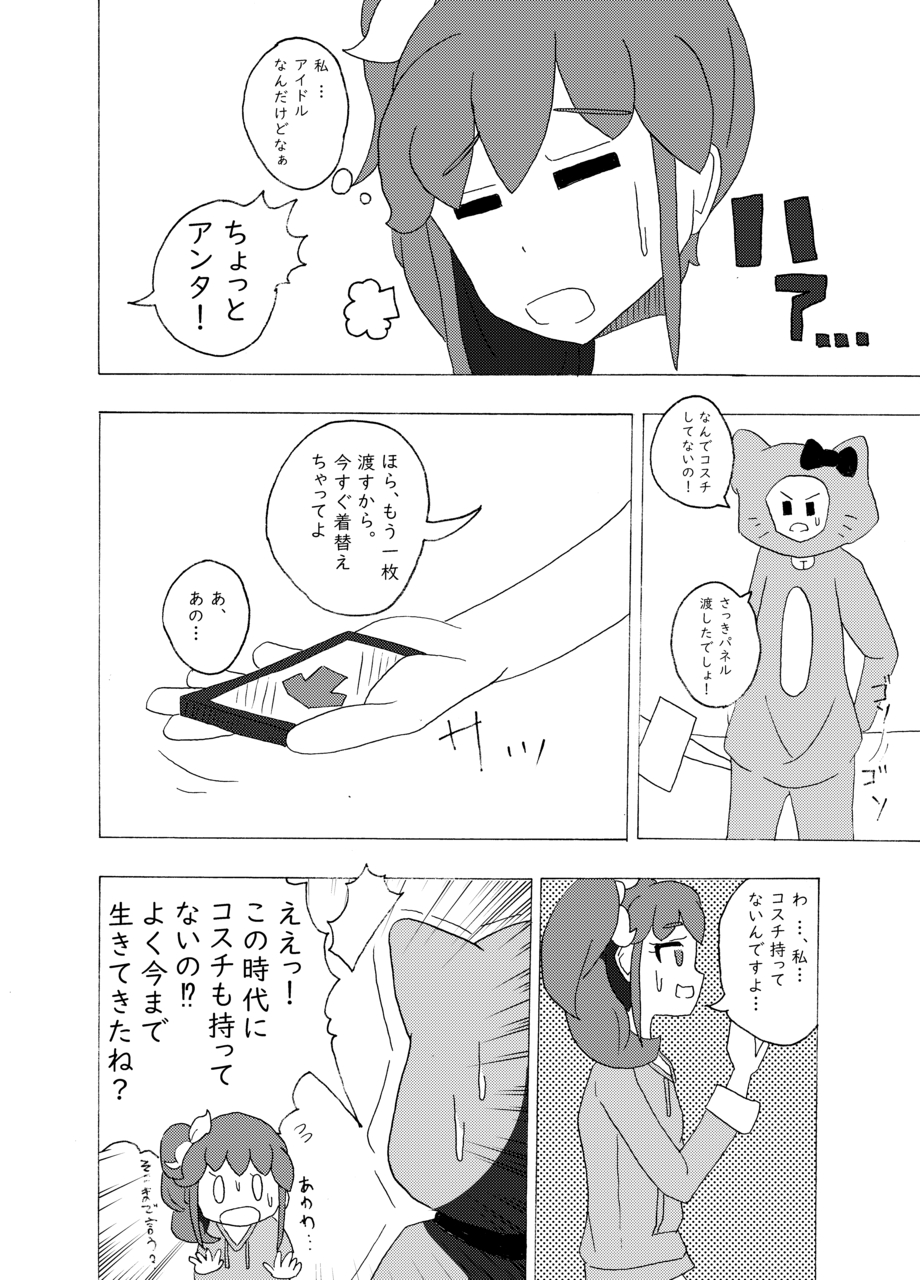 ハァ…
私…
アイドル
なんだけどなぁ
ちょっと
アンタ！
なんでコスチ
してないの！
さっきパネル
渡したでしょ！
ゴソ
ゴソ
ほら、もう一枚
渡すから。
今すぐ着替え
ちゃってよ
あ、
あの…
サッ
わ…、私…
コスチ持って
ないんですよ…
ええっ！
この時代に
コスチも持って
ないの⁉
よく今まで
生きてきたね？
あわわ…
そこまで言う？